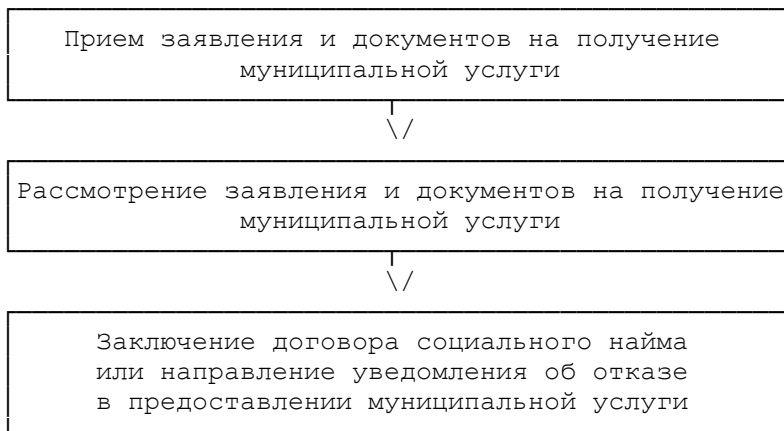 Прием заявления и документов на получение
муниципальной услуги
\/
Рассмотрение заявления и документов на получение
муниципальной услуги
\/
Заключение договора социального найма
или направление уведомления об отказе
в предоставлении муниципальной услуги